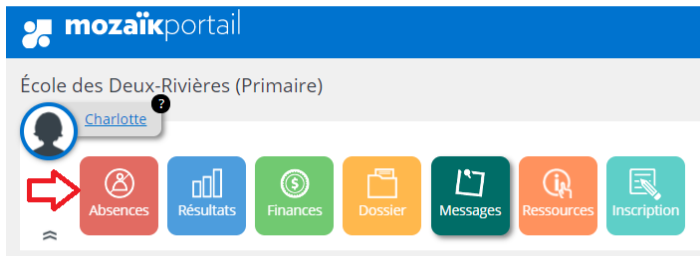 mozaïkportail
École des Deux-Rivières (Primaire)
?
Charlotte
Absences Résultats Finances Dossier Messages Ressources Inscription